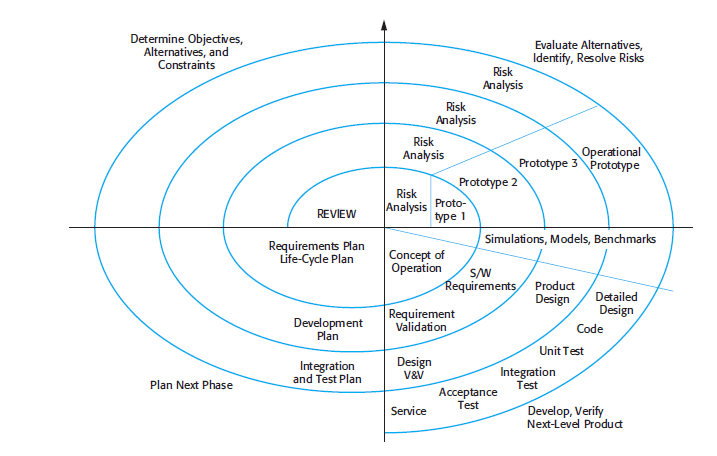 Determine Objectives,
Alternatives, and
Constraints
Evaluate Alternatives,
Identify, Resolve Risks
Risk
Analysis
Risk
Analysis
Risk
Analysis
Risk
Analysis
Proto-
type 1
Prototype 2
Prototype 3
Operational
Prototype
REVIEW
Requirements Plan
Life-Cycle Plan
Concept of
Operation
Simulations, Models, Benchmarks
S/W
Requirements
Product
Design
Detailed
Design
Development
Plan
Requirement
Validation
Code
Unit Test
Integration
and Test Plan
Design
V&V
Integration
Test
Acceptance
Test
Service
Plan Next Phase
Develop, Verify
Next-Level Product